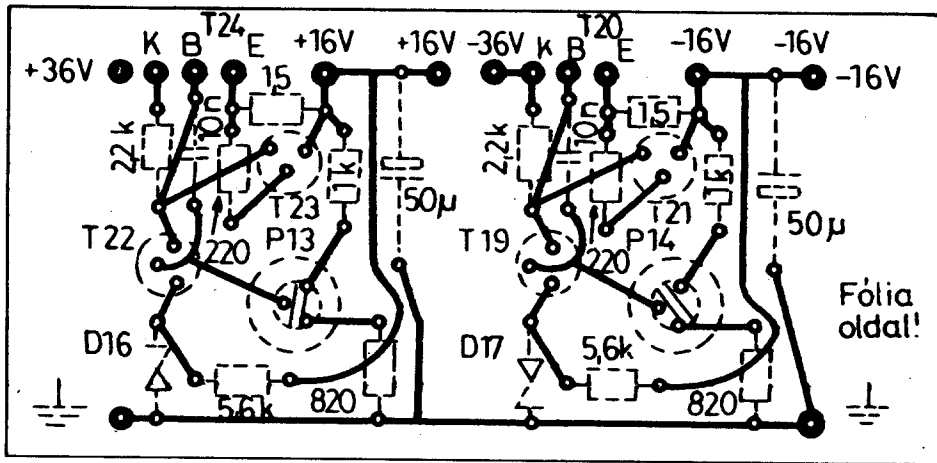 T24 T20
K B E +16V +16V -36V K B E -16V -16V
+36V -16V
1,5 1,5
2,2k 10n 1k 2,2k 10n 1k
50µ 50µ
T23 T21
T22 220 P13 T19 220 P14
Fólia
oldal!
D16 D17 5,6k
5,6k 820 820